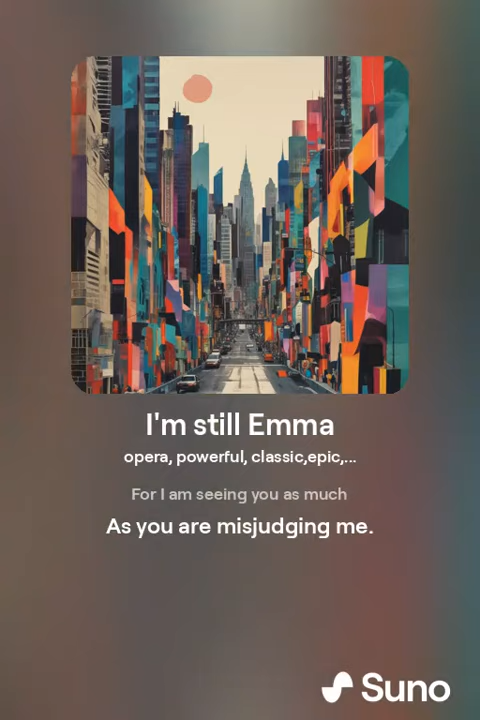 I'm still Emma
opera, powerful, classic,epic,...
For I am seeing you as much
As you are misjudging me.
Suno